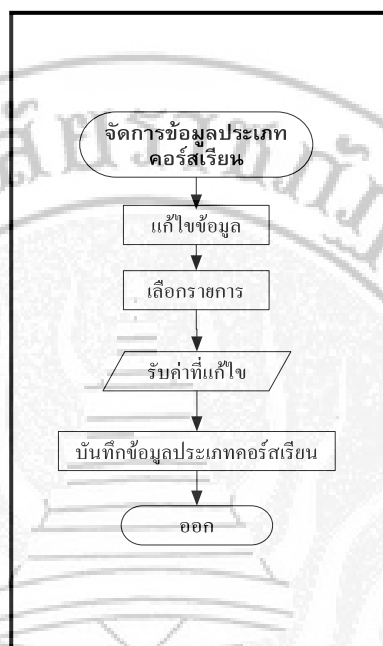 จัดการข้อมูลประเภท
คอร์สเรียน
แก้ไขข้อมูล
เลือกรายการ
รับค่าที่แก้ไข
บันทึกข้อมูลประเภทคอร์สเรียน
ออก